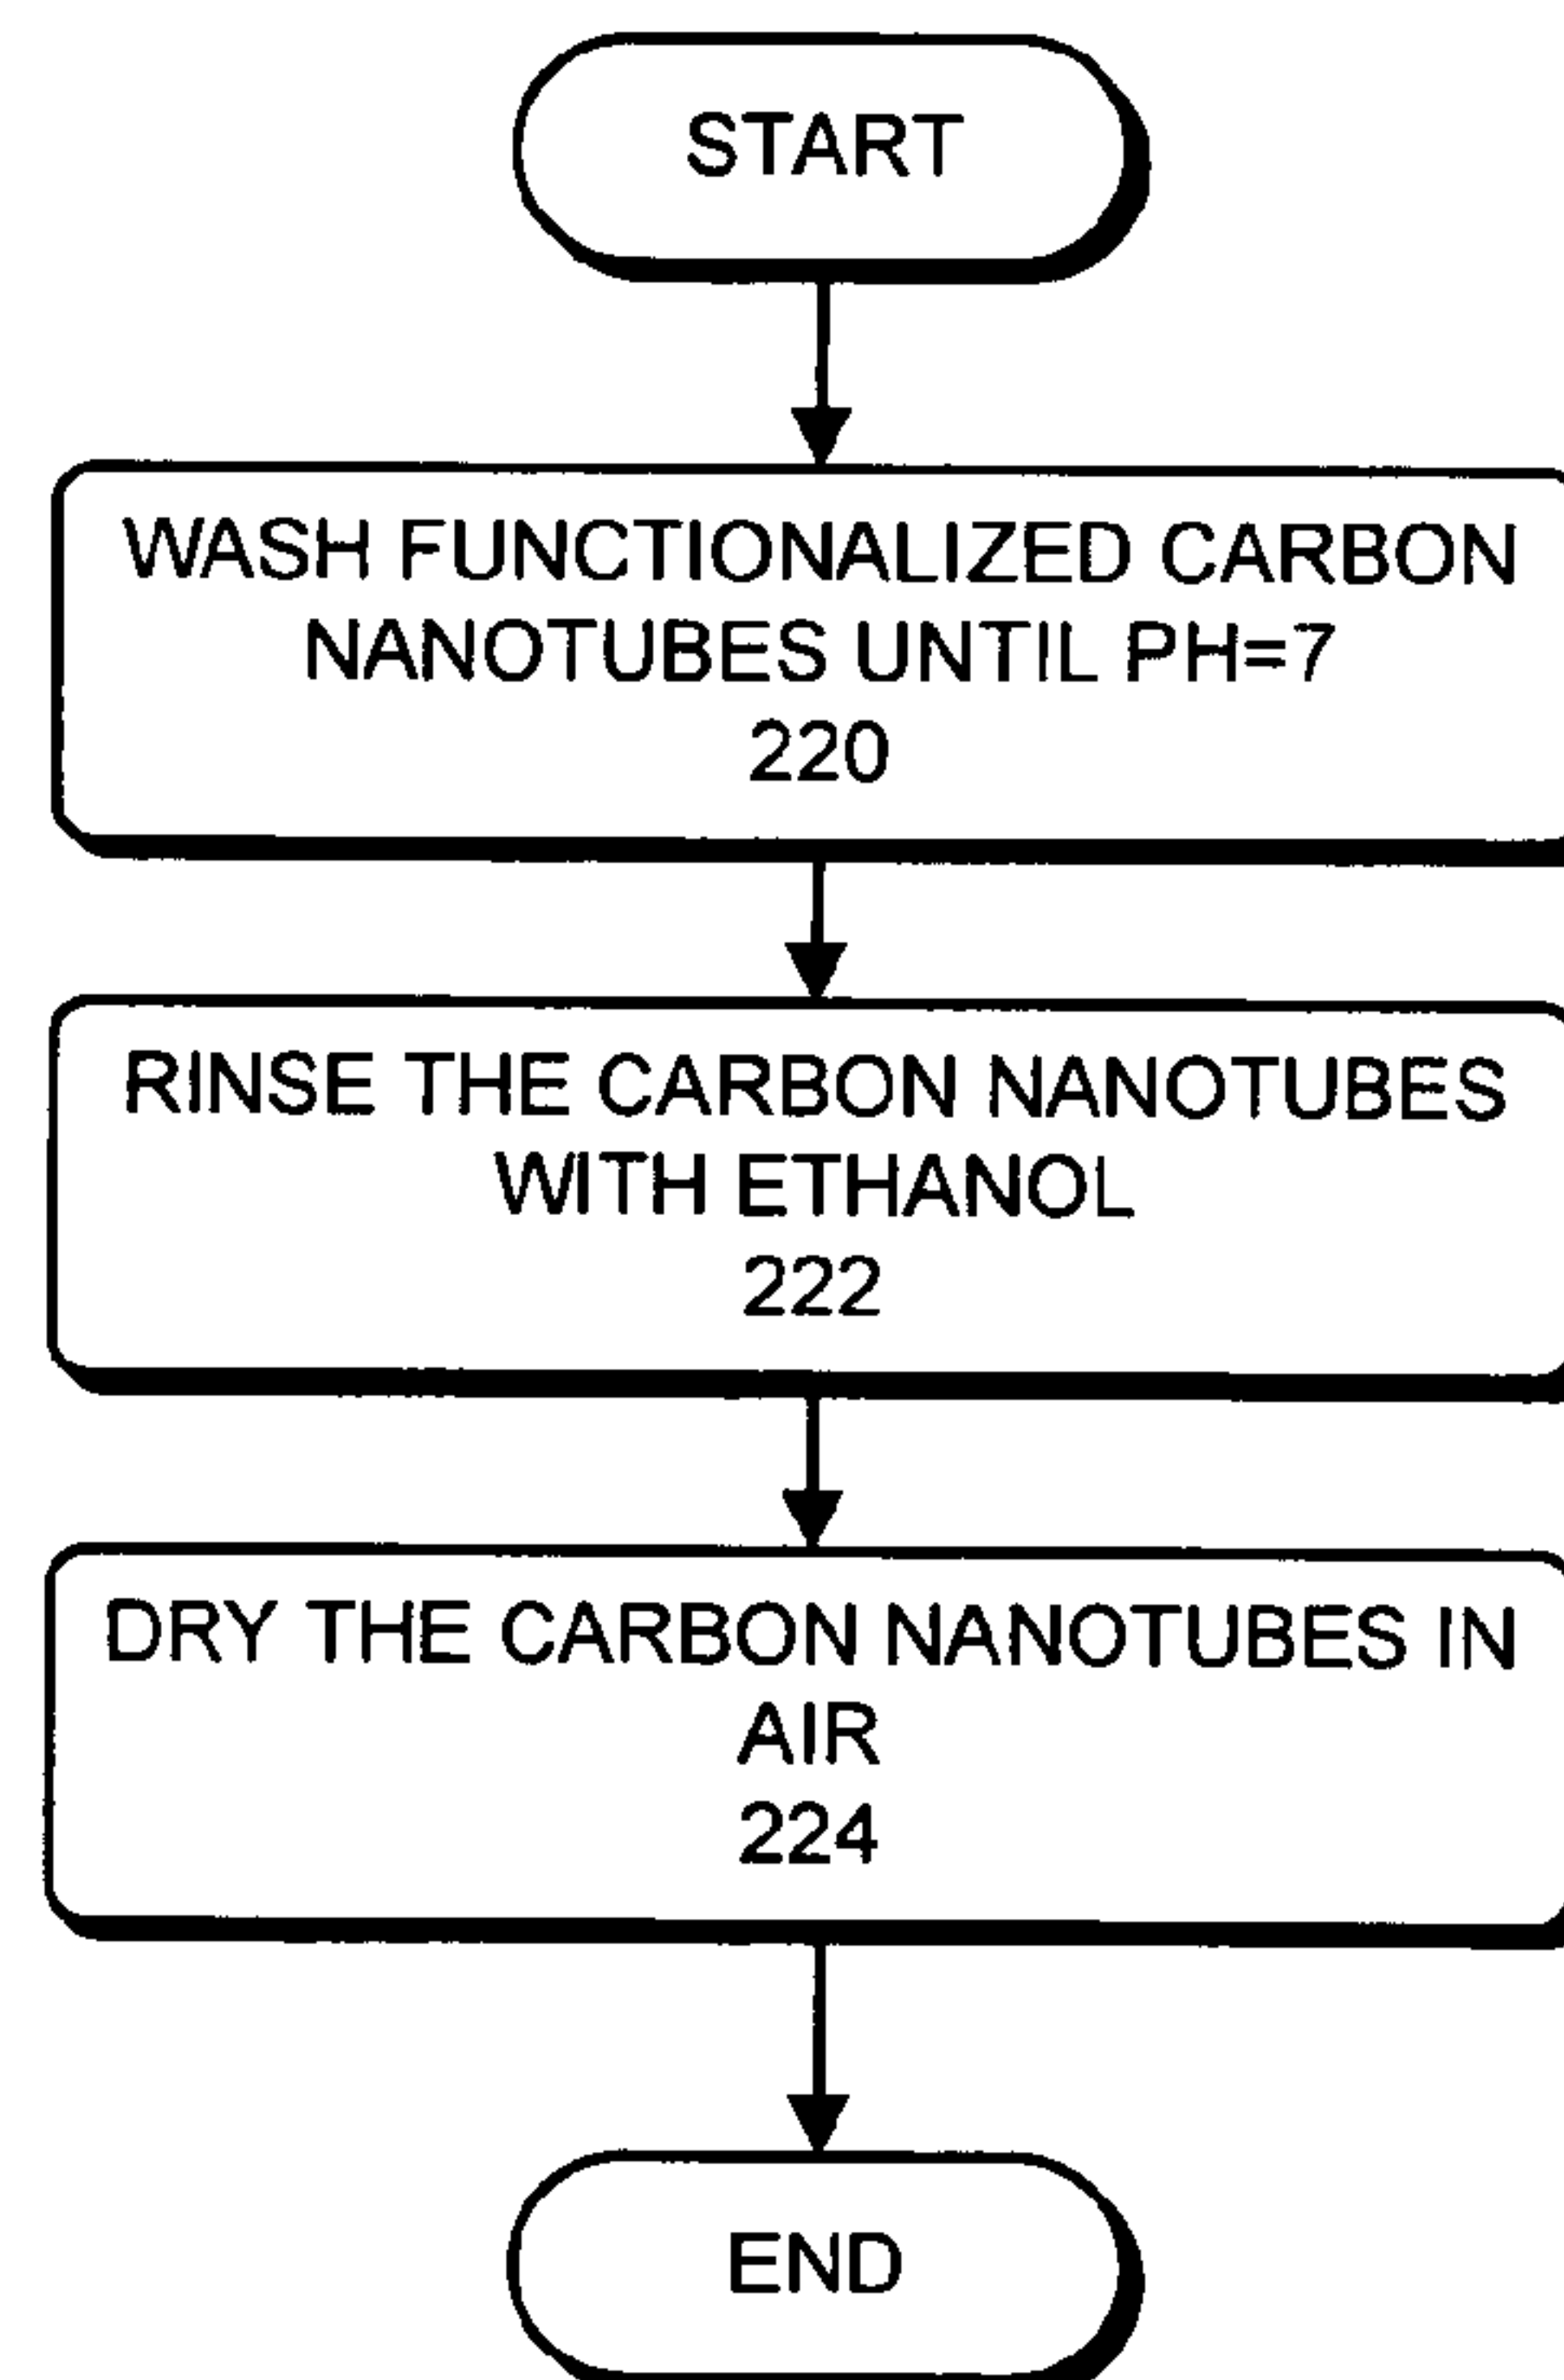 START
WASH FUNCTIONALIZED CARBON
NANOTUBES UNTIL PH=7
220
RINSE THE CARBON NANOTUBES
WITH ETHANOL
222
DRY THE CARBON NANOTUBES IN
AIR
224
END